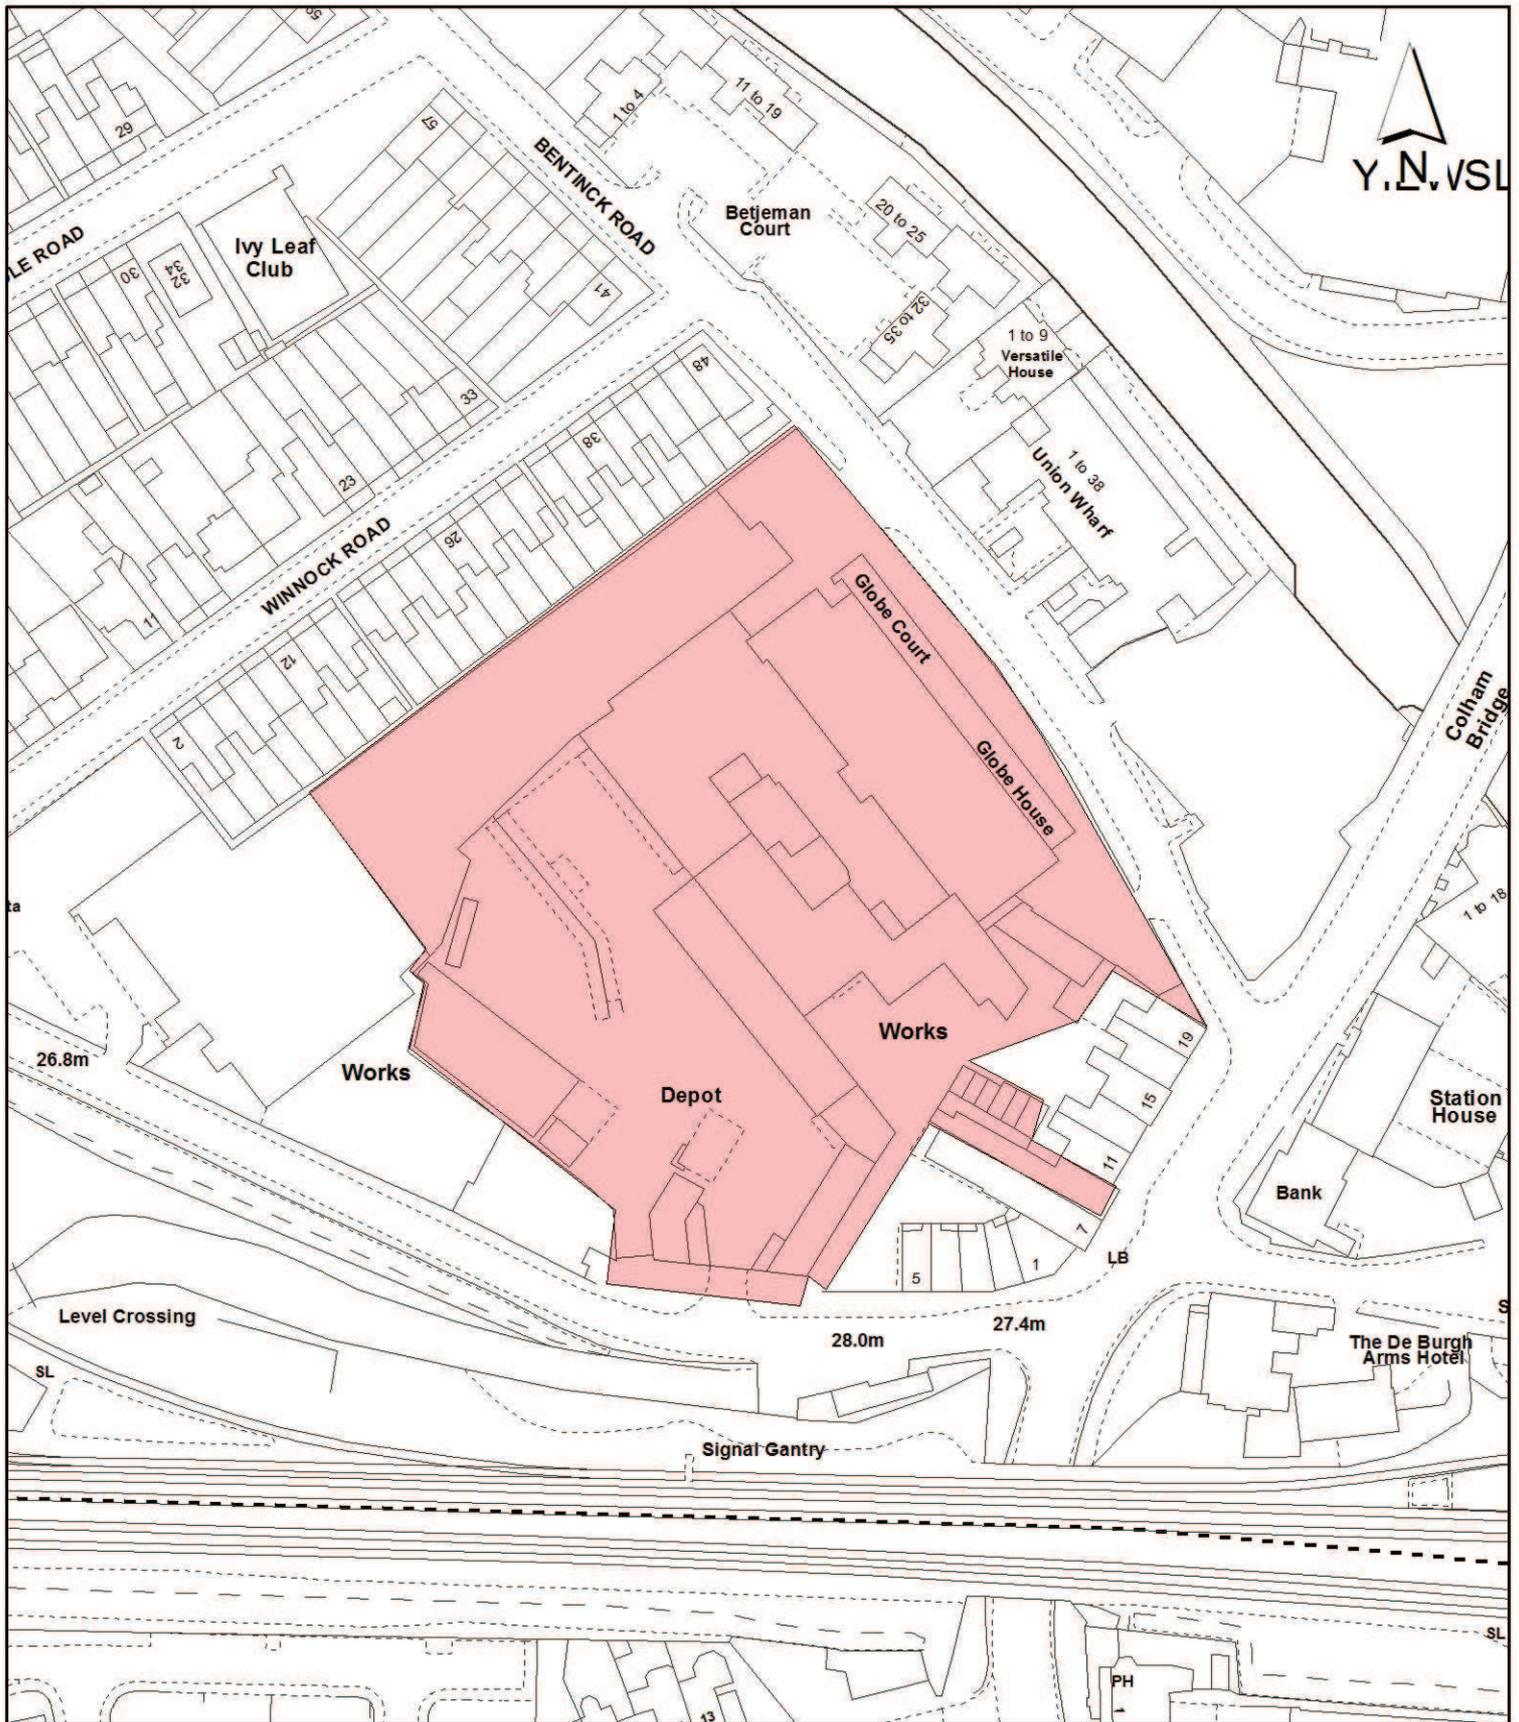 59
29
57
1 to 4
11 to 19
BENTINCK ROAD
N
Betjeman
Court
20 to 25
Ivy Leaf
Club
30
32
34
41
32 to 35
1 to 9
Versatile
House
48
33
38
1 to 38
Union Wharf
23
WINNOCK ROAD
26
11
12
2
Globe Court
Globe House
Colham
Bridge
1 to 18
26.8m
Works
Works
Depot
19
15
11
7
Station
House
Bank
LB
1
5
Level Crossing
28.0m
27.4m
The De Burgh
Arms Hotel
SL
Signal Gantry
SL
PH
1
13